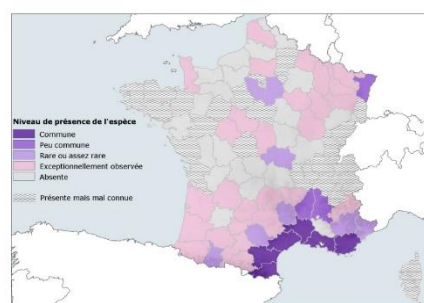 Niveau de présence de l'espèce
Commune
Peu commune
Rare ou assez rare
Exceptionnellement observée
Absente
Présente mais mal connue